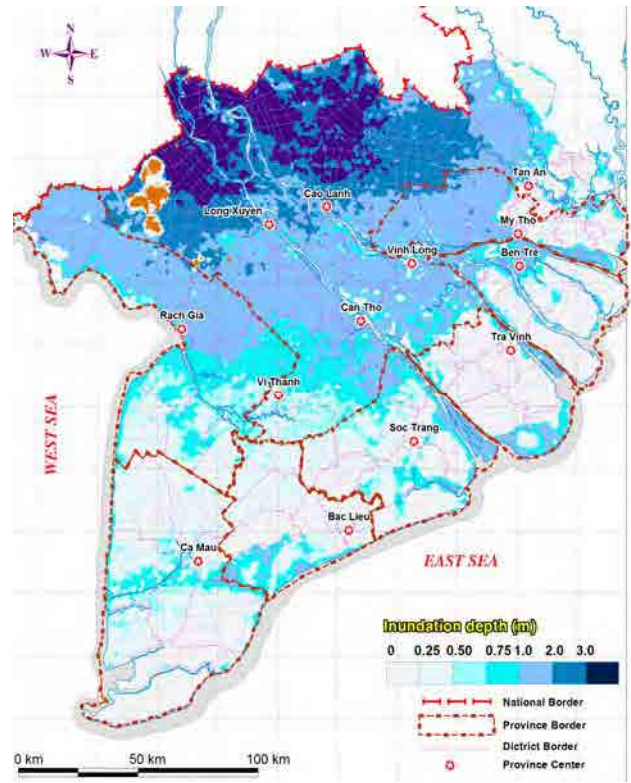 N
W E
S
Tan An
Cao Lanh
Long Xuyen
My Tho
Vinh Long
Ben Tre
Can Tho
Rach Gia
Tra Vinh
Vi Thanh
Soc Trang
WEST SEA
Bac Lieu
Ca Mau
EAST SEA
Inundation depth (m)
0 0.25 0.50 0.75 1.0 2.0 3.0
National Border
Province Border
District Border
Province Center
0 km 50 km 100 km